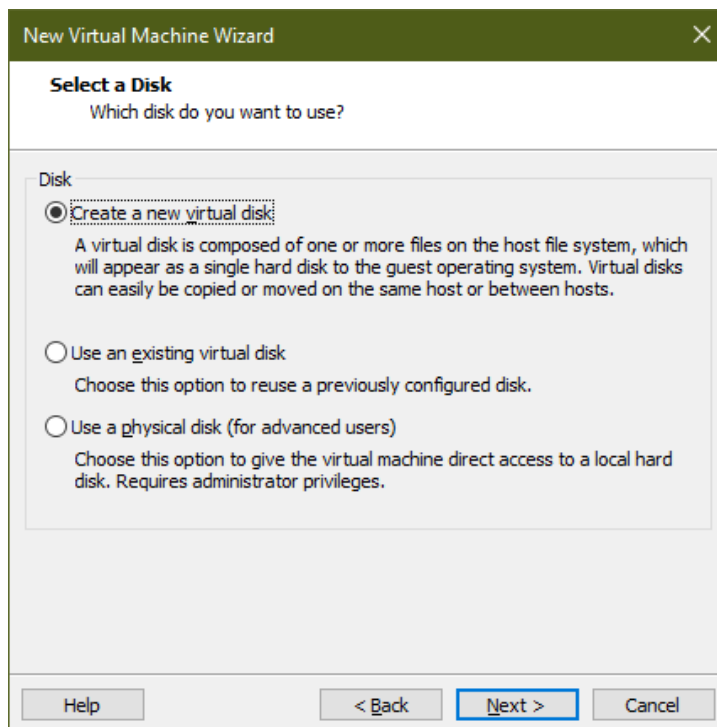 New Virtual Machine Wizard
Select a Disk
Which disk do you want to use?
Disk
Create a new virtual disk
A virtual disk is composed of one or more files on the host file system, which
will appear as a single hard disk to the guest operating system. Virtual disks
can easily be copied or moved on the same host or between hosts.
Use an existing virtual disk
Choose this option to reuse a previously configured disk.
Use a physical disk (for advanced users)
Choose this option to give the virtual machine direct access to a local hard
disk. Requires administrator privileges.
Help
< Back
Next >
Cancel